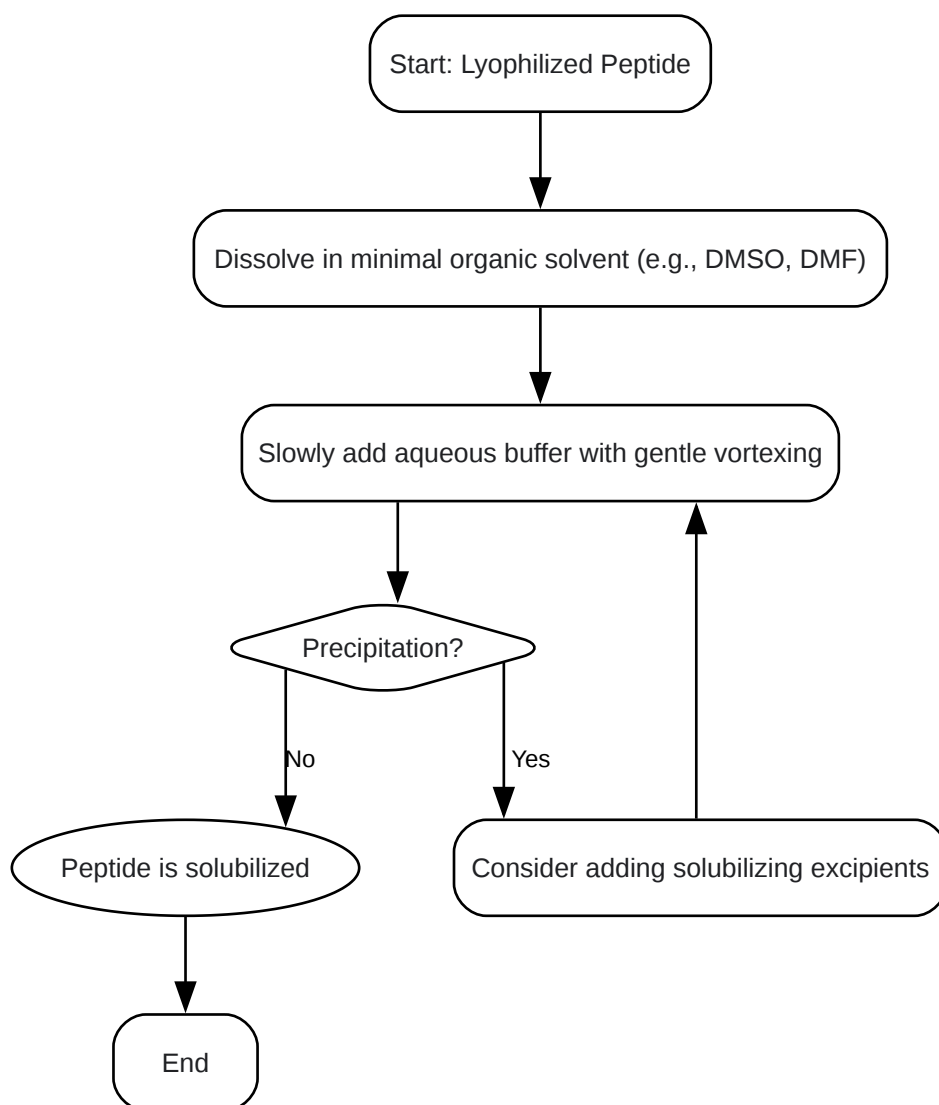 Start: Lyophilized Peptide
Dissolve in minimal organic solvent (e.g., DMSO, DMF)
Slowly add aqueous buffer with gentle vortexing
Precipitation?
No
Yes
Peptide is solubilized
Consider adding solubilizing excipients
End